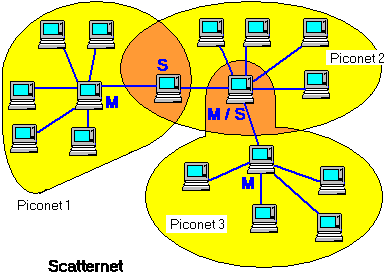 S
Piconet 2
M
M / S
M
Piconet 1
Piconet 3
Scatternet